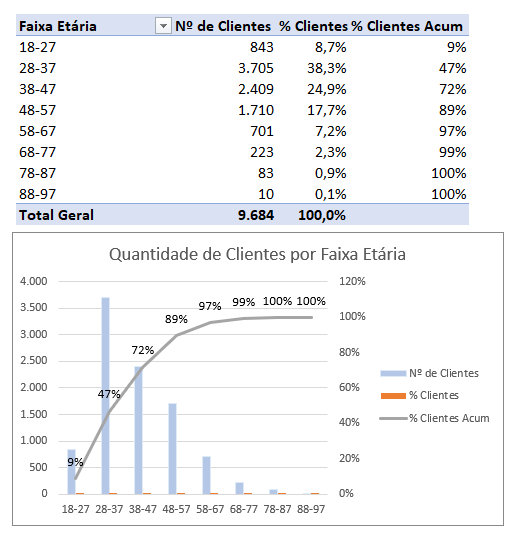 Faixa Etária Nº de Clientes % Clientes % Clientes Acum
18-27 843 8,7% 9%
28-37 3.705 38,3% 47%
38-47 2.409 24,9% 72%
48-57 1.710 17,7% 89%
58-67 701 7,2% 97%
68-77 223 2,3% 99%
78-87 83 0,9% 100%
88-97 10 0,1% 100%
Total Geral 9.684 100,0%
Quantidade de Clientes por Faixa Etária
4.000 120%
3.500 97% 99% 100% 100% 100%
3.000 89%
2.500 72% 80%
2.000 60%
1.500 47% 40%
1.000
500 9% 20%
0 0%
18-27 28-37 38-47 48-57 58-67 68-77 78-87 88-97
Nº de Clientes
% Clientes
% Clientes Acum